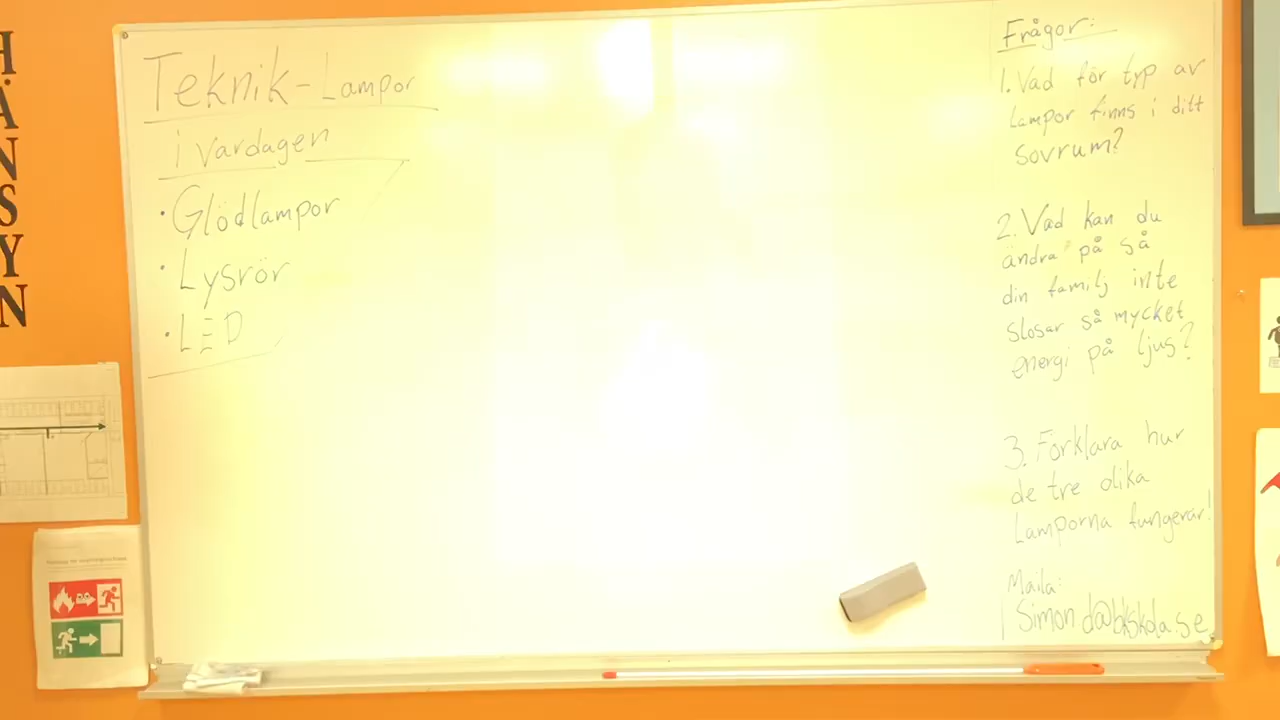 HÄNSYN
Teknik-Lampor
i vardagen
• Glödlampor
• Lysrör
• LED
Frågor:
1. Vad för typ av
lampor finns i ditt
sovrum?
2. Vad kan du
ändra på så
din familj inte
slösar så mycket
energi på ljus?
3. Förklara hur
de tre olika
lamporna fungerar!
Maila:
Simon d@bkskola.se